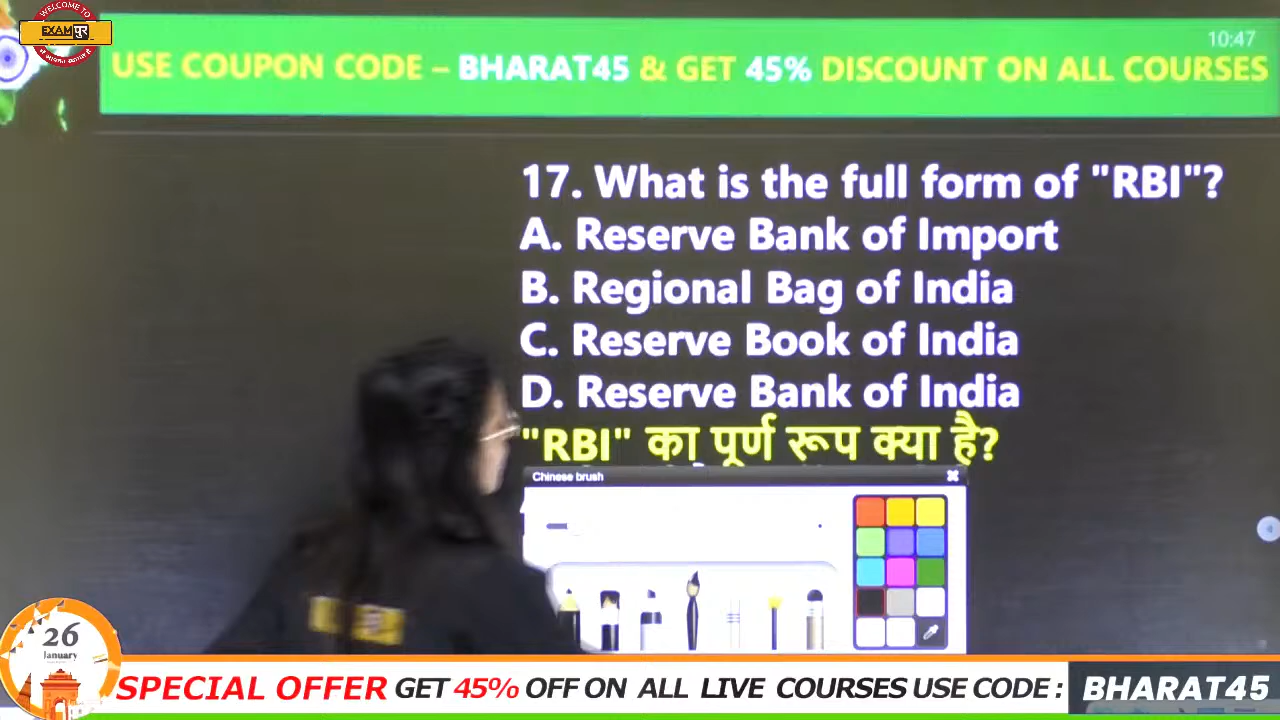 WELCOME TO
EXAMपुर
10:47
USE COUPON CODE – BHARAT45 & GET 45% DISCOUNT ON ALL COURSES
17. What is the full form of "RBI"?
A. Reserve Bank of Import
B. Regional Bag of India
C. Reserve Book of India
D. Reserve Bank of India
"RBI" का पूर्ण रूप क्या है?
Chinese brush
26
January
SPECIAL OFFER GET 45% OFF ON ALL LIVE COURSES USE CODE : BHARAT45